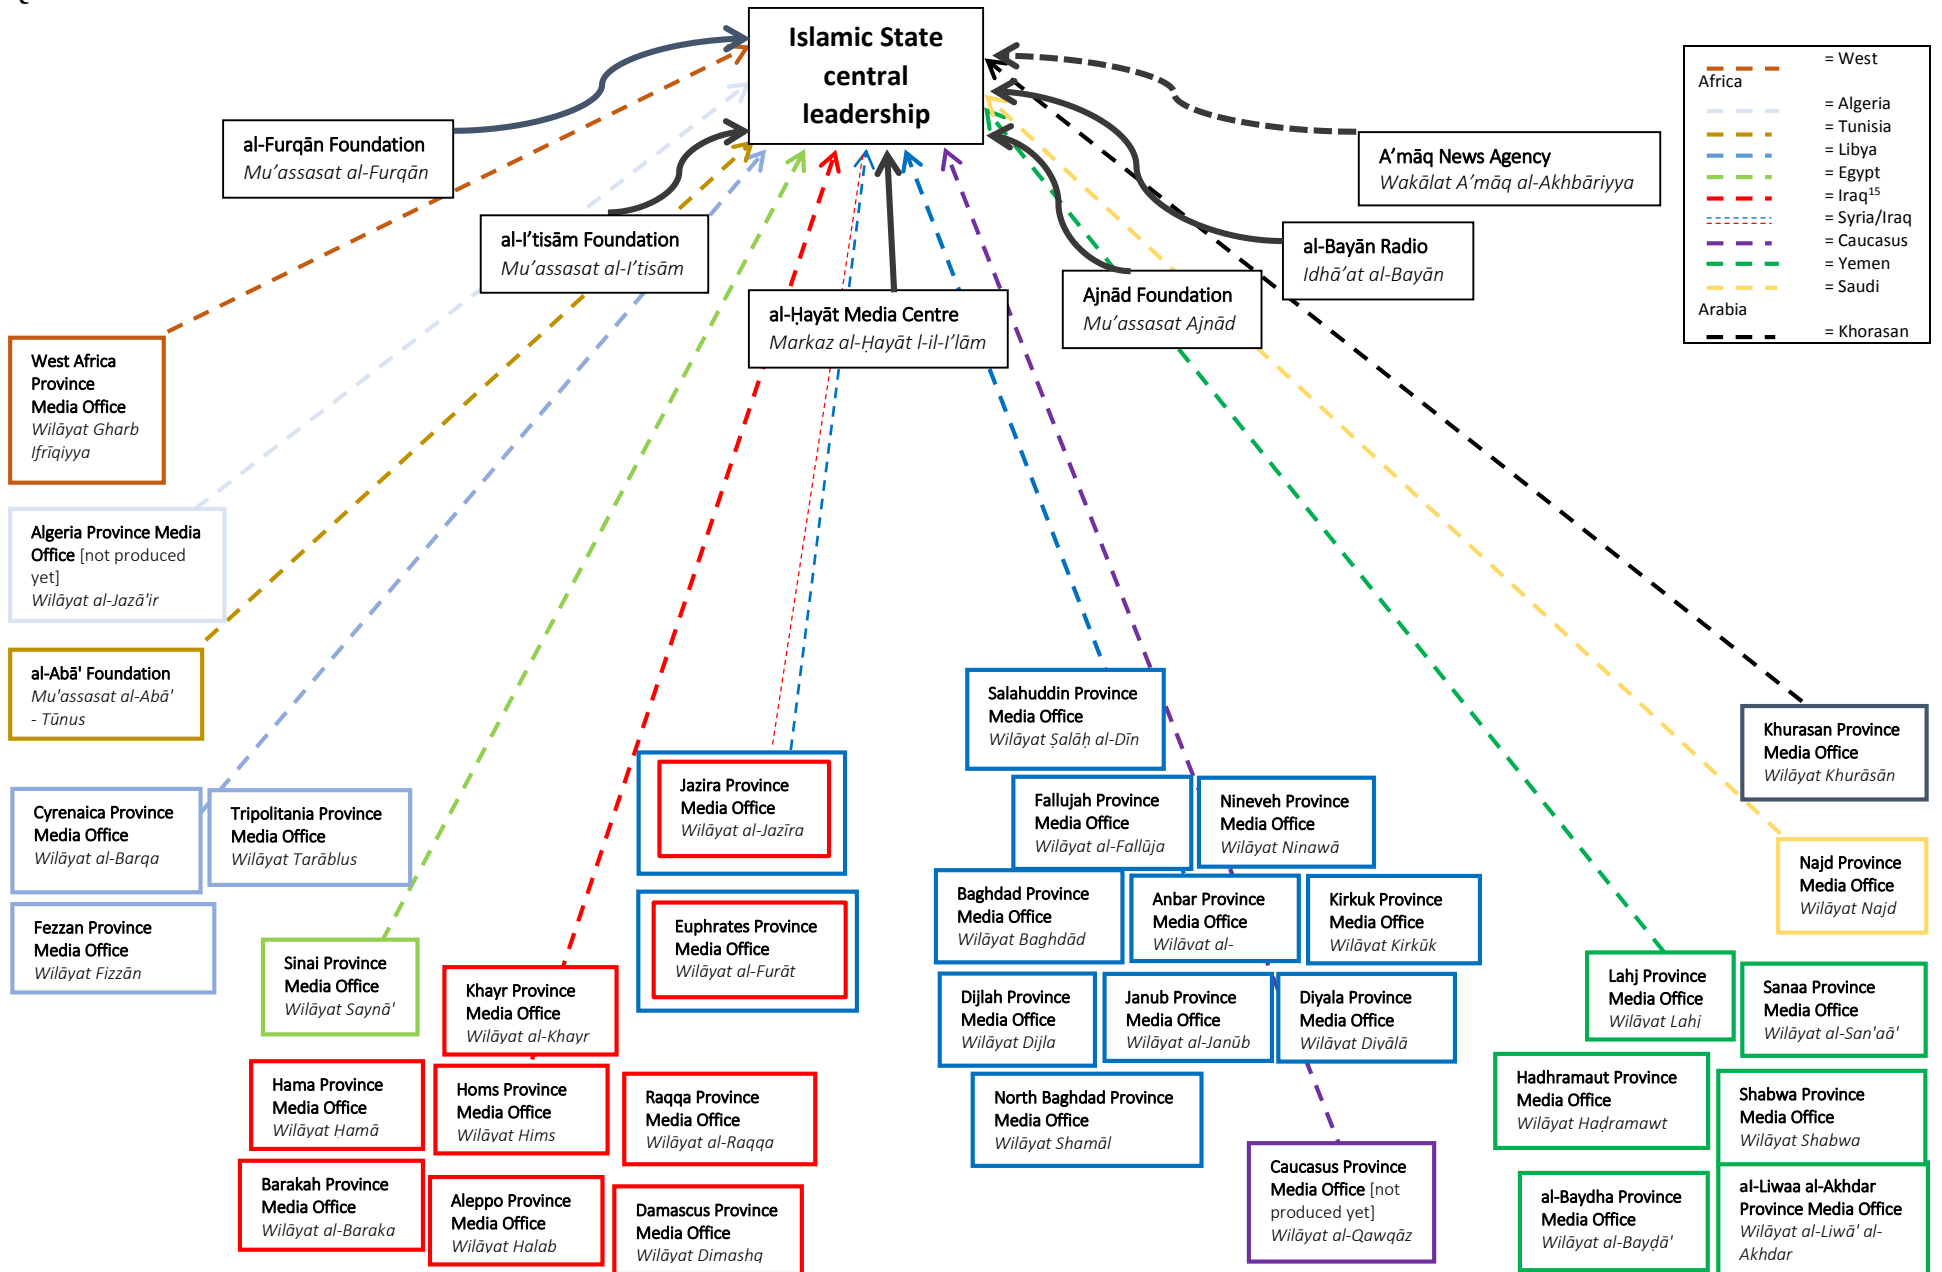 Islamic State
central
leadership
al-Furqān Foundation
Mu’assasat al-Furqān
al-I’tisām Foundation
Mu’assasat al-I’tisām
al-Ḥayāt Media Centre
Markaz al-Ḥayāt l-il-I’lām
Ajnād Foundation
Mu’assasat Ajnād
al-Bayān Radio
Idhā’at al-Bayān
A’māq News Agency
Wakālat A’māq al-Akhbāriyya
= West
Africa
= Algeria
= Tunisia
= Libya
= Egypt
= Iraq15
= Syria/Iraq
= Caucasus
= Yemen
= Saudi
Arabia
= Khorasan
West Africa
Province
Media Office
Wilāyat Gharb
Ifrīqiyya
Algeria Province Media
Office [not produced
yet]
Wilāyat al-Jazā'ir
al-Abā' Foundation
Mu'assasat al-Abā'
- Tūnus
Cyrenaica Province
Media Office
Wilāyat al-Barqa
Tripolitania Province
Media Office
Wilāyat Tarāblus
Fezzan Province
Media Office
Wilāyat Fizzān
Sinai Province
Media Office
Wilāyat Saynā'
Khayr Province
Media Office
Wilāyat al-Khayr
Hama Province
Media Office
Wilāyat Ḥamā
Homs Province
Media Office
Wilāyat Hims
Raqqa Province
Media Office
Wilāyat al-Raqqa
Barakah Province
Media Office
Wilāyat al-Baraka
Aleppo Province
Media Office
Wilāyat Halab
Damascus Province
Media Office
Wilāyat Dimashq
Jazira Province
Media Office
Wilāyat al-Jazīra
Euphrates Province
Media Office
Wilāyat al-Furāt
Salahuddin Province
Media Office
Wilāyat Ṣalāḥ al-Dīn
Fallujah Province
Media Office
Wilāyat al-Fallūja
Nineveh Province
Media Office
Wilāyat Ninawā
Baghdad Province
Media Office
Wilāyat Baghdād
Anbar Province
Media Office
Wilāyat al-
Kirkuk Province
Media Office
Wilāyat Kirkūk
Dijlah Province
Media Office
Wilāyat Dijla
Janub Province
Media Office
Wilāyat al-Janūb
Diyala Province
Media Office
Wilāyat Diyālā
North Baghdad Province
Media Office
Wilāyat Shamāl
Caucasus Province
Media Office [not
produced yet]
Wilāyat al-Qawqāz
Khurasan Province
Media Office
Wilāyat Khurāsān
Najd Province
Media Office
Wilāyat Najd
Lahj Province
Media Office
Wilāyat Lahj
Sanaa Province
Media Office
Wilāyat al-San'aā'
Hadhramaut Province
Media Office
Wilāyat Haḍramawt
Shabwa Province
Media Office
Wilāyat Shabwa
al-Baydha Province
Media Office
Wilāyat al-Bayḍā'
al-Liwaa al-Akhdar
Province Media Office
Wilāyat al-Liwā' al-
Akhdar